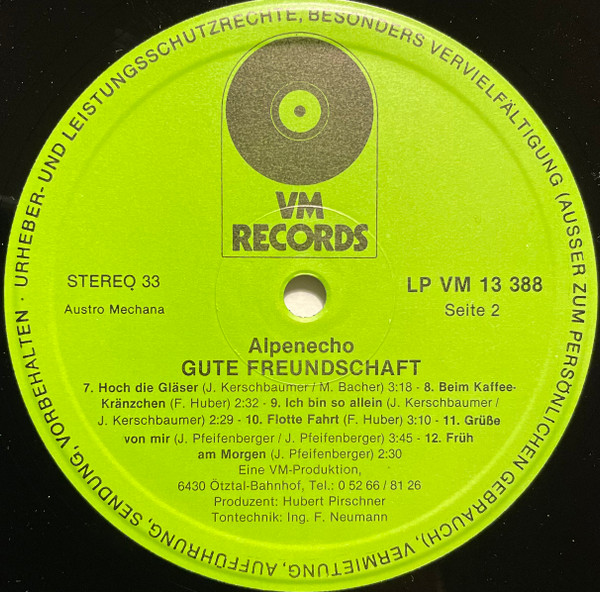 · URHEBER- UND LEISTUNGSSCHUTZRECHTE, BESONDERS VERVIELFÄLTIGUNG (AUSSER ZUM PERSÖNLICHEN GEBRAUCH), VERMIETUNG, AUFFÜHRUNG, SENDUNG, VORBEHALTEN
VM
RECORDS
STEREO 33
LP VM 13 388
Austro Mechana
Seite 2
Alpenecho
GUTE FREUNDSCHAFT
7. Hoch die Gläser (J. Kerschbaumer / M. Bacher) 3:18 - 8. Beim Kaffee-
Kränzchen (F. Huber) 2:32 - 9. Ich bin so allein (J. Kerschbaumer /
J. Kerschbaumer) 2:29 - 10. Flotte Fahrt (F. Huber) 3:10 - 11. Grüße
von mir (J. Pfeifenberger / J. Pfeifenberger) 3:45 - 12. Früh
am Morgen (J. Pfeifenberger) 2:30
Eine VM-Produktion,
6430 Ötztal-Bahnhof, Tel.: 0 52 66 / 81 26
Produzent: Hubert Pirschner
Tontechnik: Ing. F. Neumann